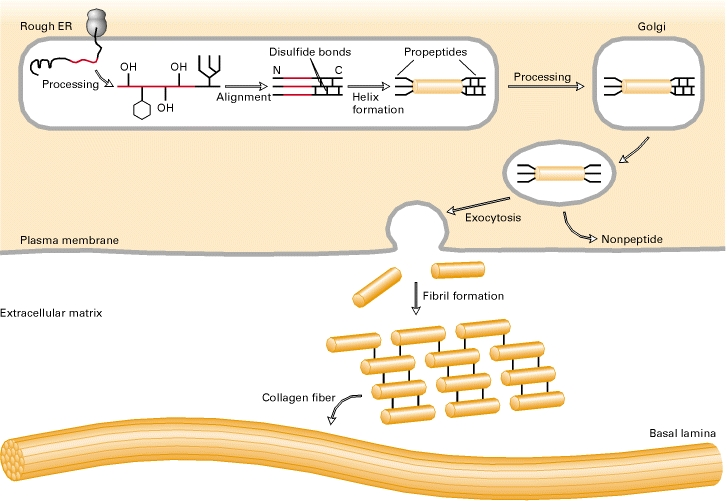 Rough ER
Golgi
OH
OH
OH
Processing
Alignment
Disulfide bonds
N
C
Helix
formation
Propeptides
Processing
Exocytosis
Nonpeptide
Plasma membrane
Fibril formation
Extracellular matrix
Collagen fiber
Basal lamina